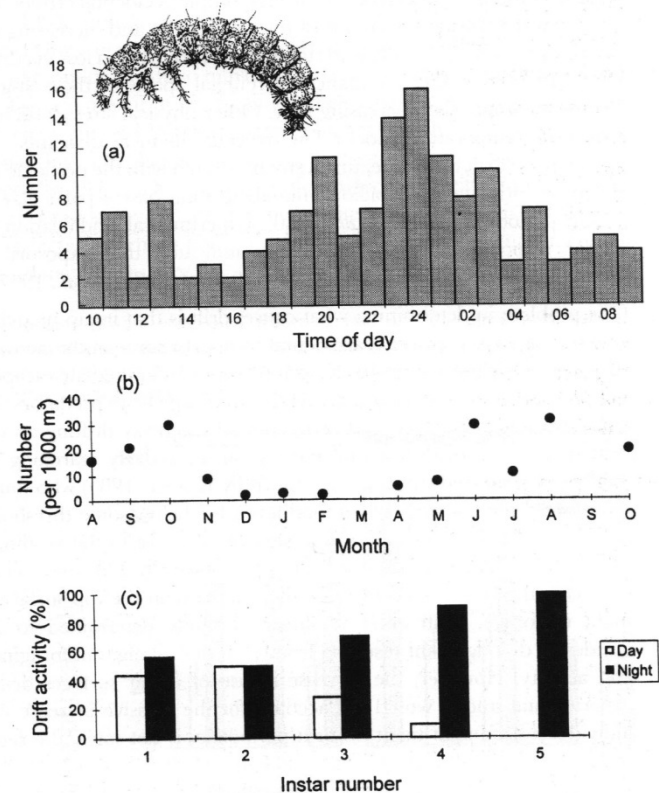 18
16
14
12
10
8
6
4
2
0
Number
(a)
10 12 14 16 18 20 22 24 02 04 06 08
Time of day
(b)
40
30
20
10
0
Number
(per 1000 m³)
A S O N D J F M A M J J A S O
Month
(c)
100
80
60
40
20
0
Drift activity (%)
1 2 3 4 5
Instar number
Day
Night